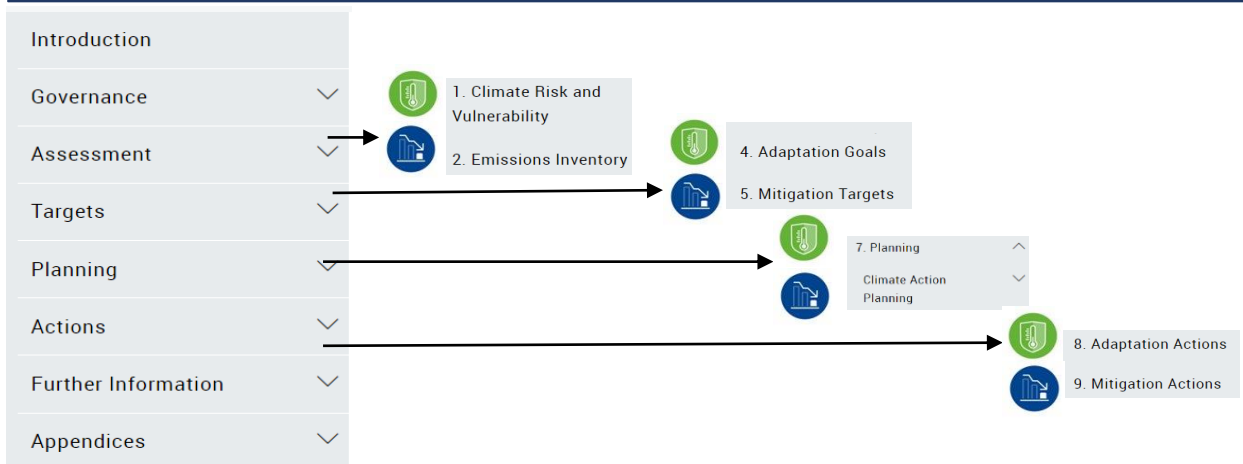 Introduction
Governance
Assessment
Targets
Planning
Actions
Further Information
Appendices
1. Climate Risk and
Vulnerability
2. Emissions Inventory
4. Adaptation Goals
5. Mitigation Targets
7. Planning
Climate Action
Planning
8. Adaptation Actions
9. Mitigation Actions